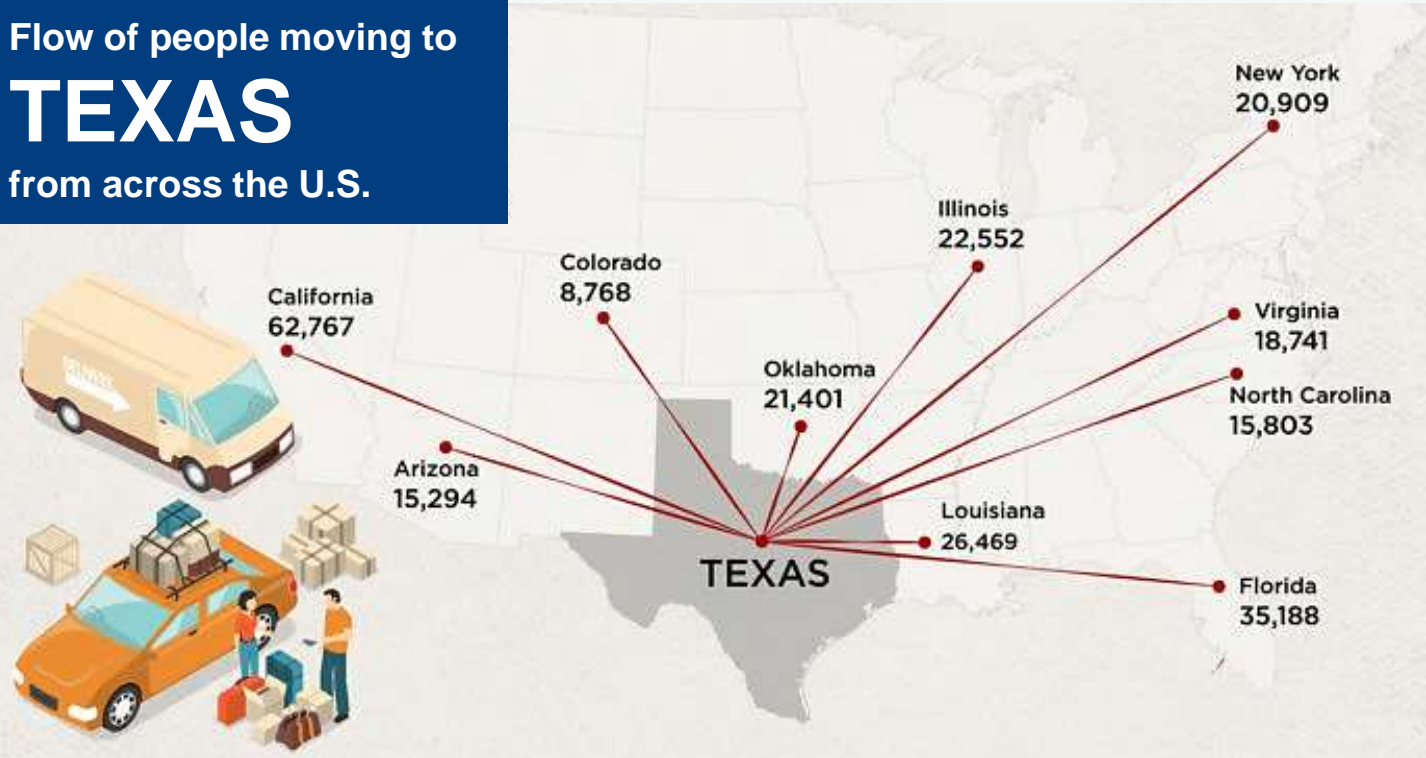 Flow of people moving to
TEXAS
from across the U.S.
New York
20,909
Illinois
22,552
Colorado
8,768
California
62,767
Virginia
18,741
Oklahoma
21,401
North Carolina
15,803
Arizona
15,294
Louisiana
26,469
TEXAS
Florida
35,188
DELIVERY